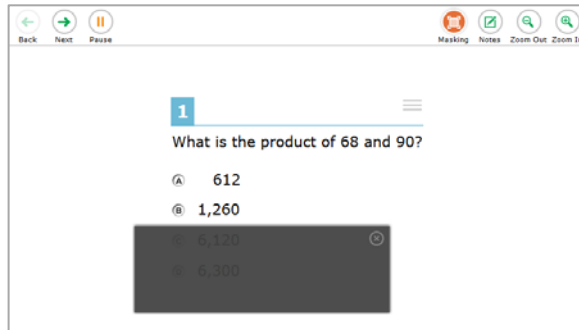 Back Next Pause Masking Notes Zoom Out Zoom In
1
What is the product of 68 and 90?
A 612
B 1,260
C 6,120
6,300